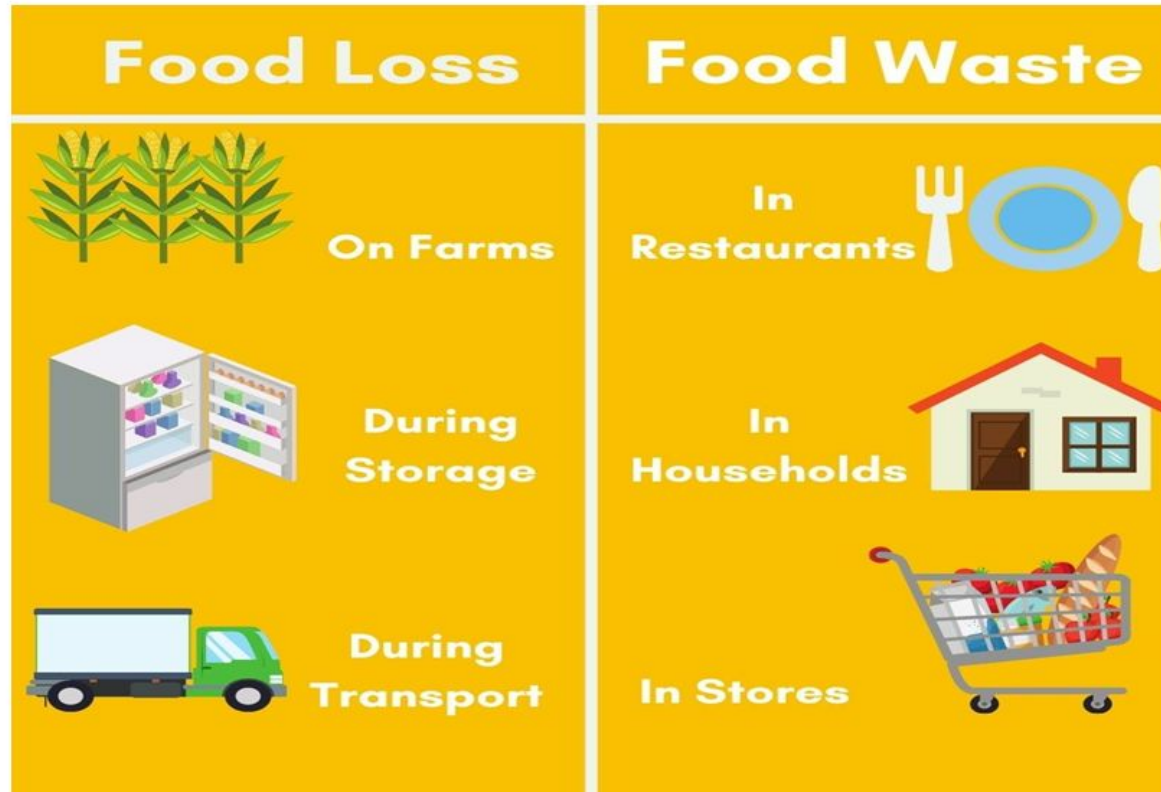 Food Loss
Food Waste
On Farms
During
Storage
During
Transport
In
Restaurants
In
Households
In Stores